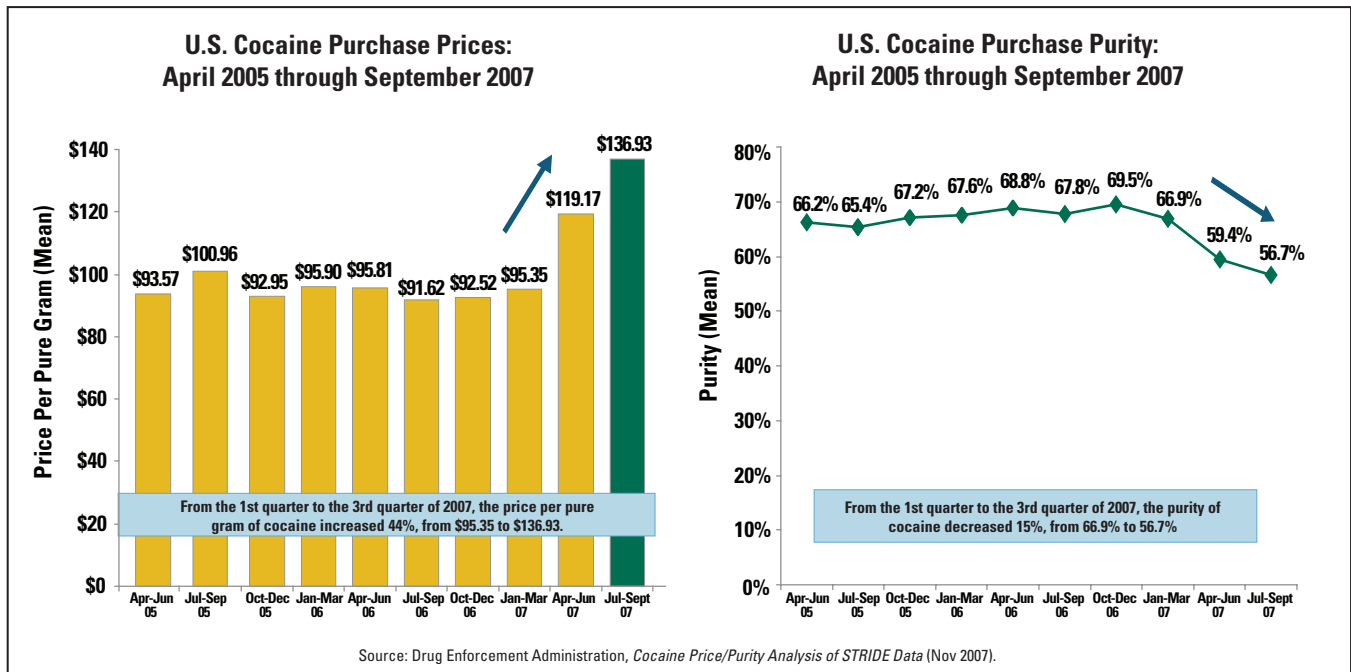 U.S. Cocaine Purchase Prices:
April 2005 through September 2007
Price Per Pure Gram (Mean)
$140
$120
$100
$80
$60
$40
$20
$0
$93.57
$100.96
$92.95
$95.90
$95.81
$91.62
$92.52
$95.35
$119.17
$136.93
From the 1st quarter to the 3rd quarter of 2007, the price per pure
gram of cocaine increased 44%, from $95.35 to $136.93.
Apr-Jun Jul-Sep Oct-Dec Jan-Mar Apr-Jun Jul-Sep Oct-Dec Jan-Mar Apr-Jun Jul-Sept
05 05 05 06 06 06 06 07 07 07
U.S. Cocaine Purchase Purity:
April 2005 through September 2007
Purity (Mean)
80%
70%
60%
50%
40%
30%
20%
10%
0%
66.2%
65.4%
67.2%
67.6%
68.8%
67.8%
69.5%
66.9%
59.4%
56.7%
From the 1st quarter to the 3rd quarter of 2007, the purity of
cocaine decreased 15%, from 66.9% to 56.7%
Apr-Jun Jul-Sep Oct-Dec Jan-Mar Apr-Jun Jul-Sep Oct-Dec Jan-Mar Apr-Jun Jul-Sept
05 05 05 06 06 06 06 07 07 07
Source: Drug Enforcement Administration, Cocaine Price/Purity Analysis of STRIDE Data (Nov 2007).